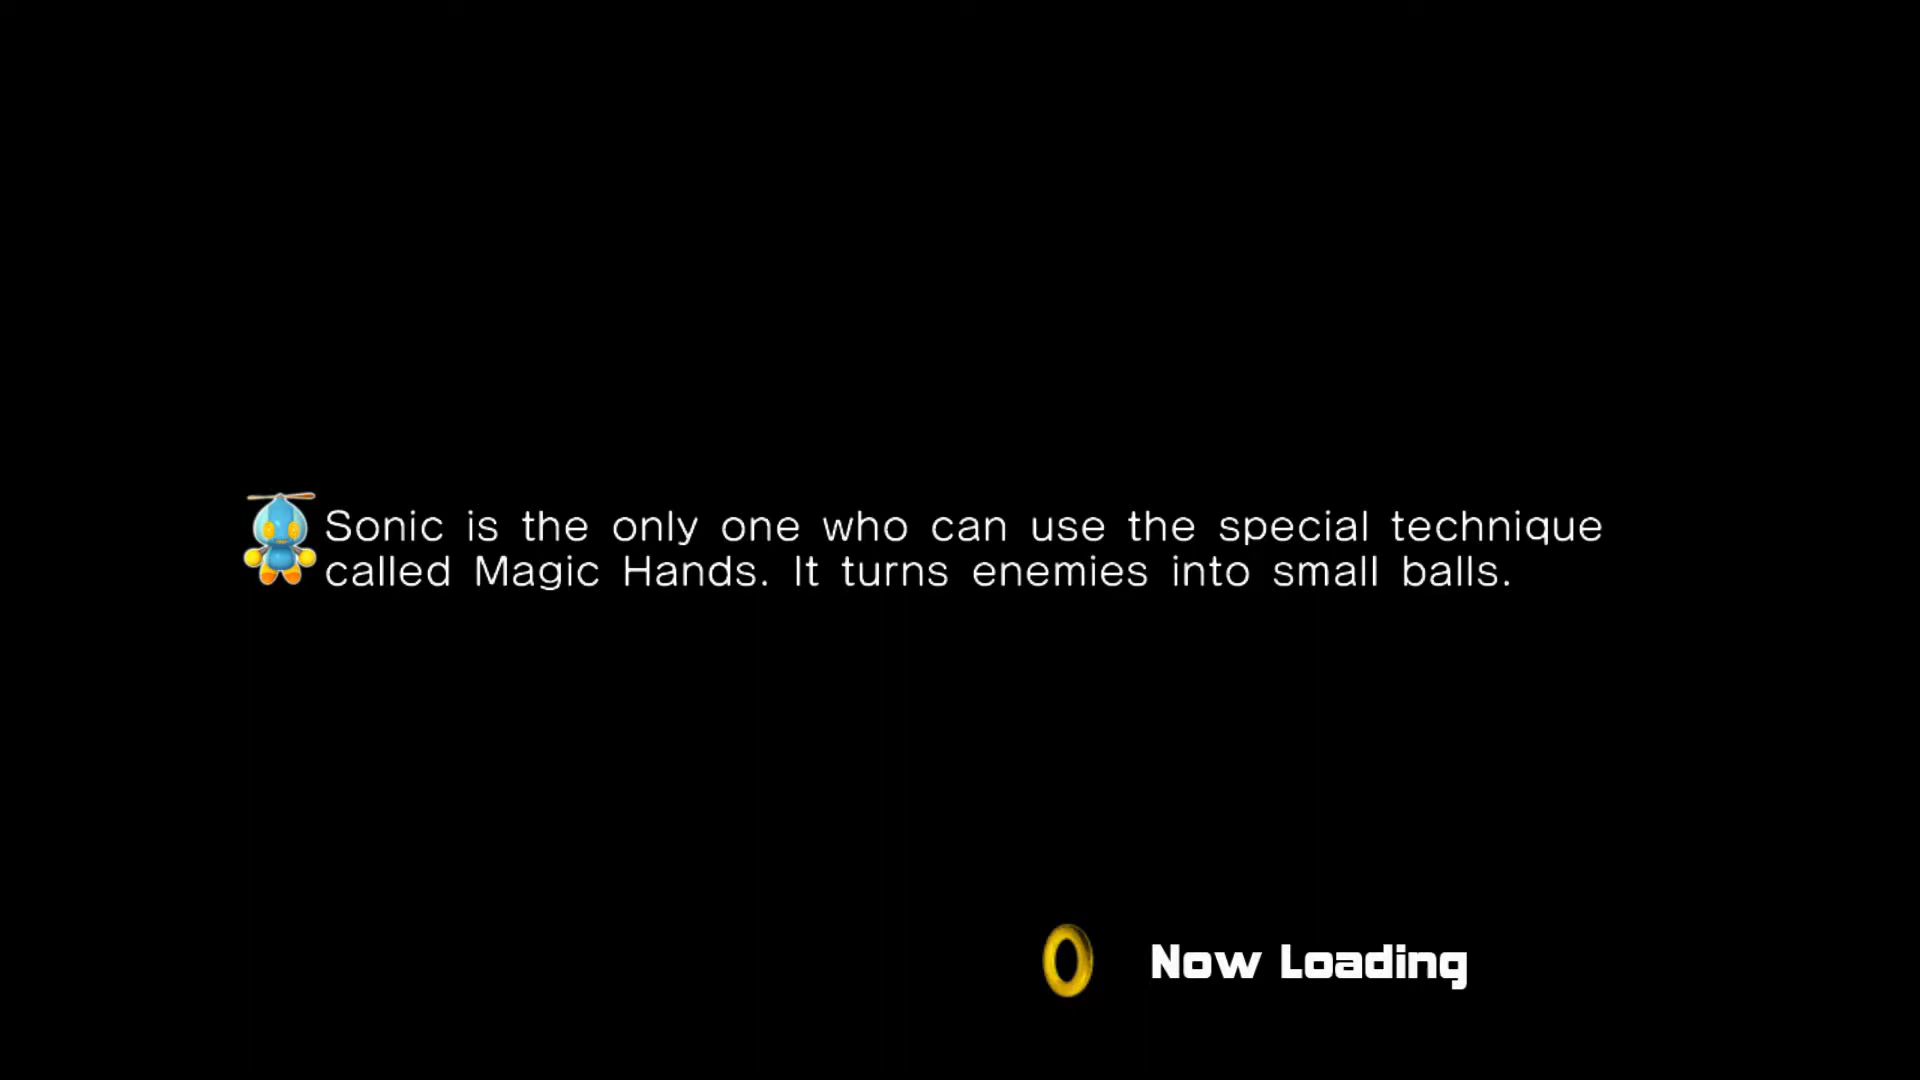 Sonic is the only one who can use the special technique
called Magic Hands. It turns enemies into small balls.
Now Loading